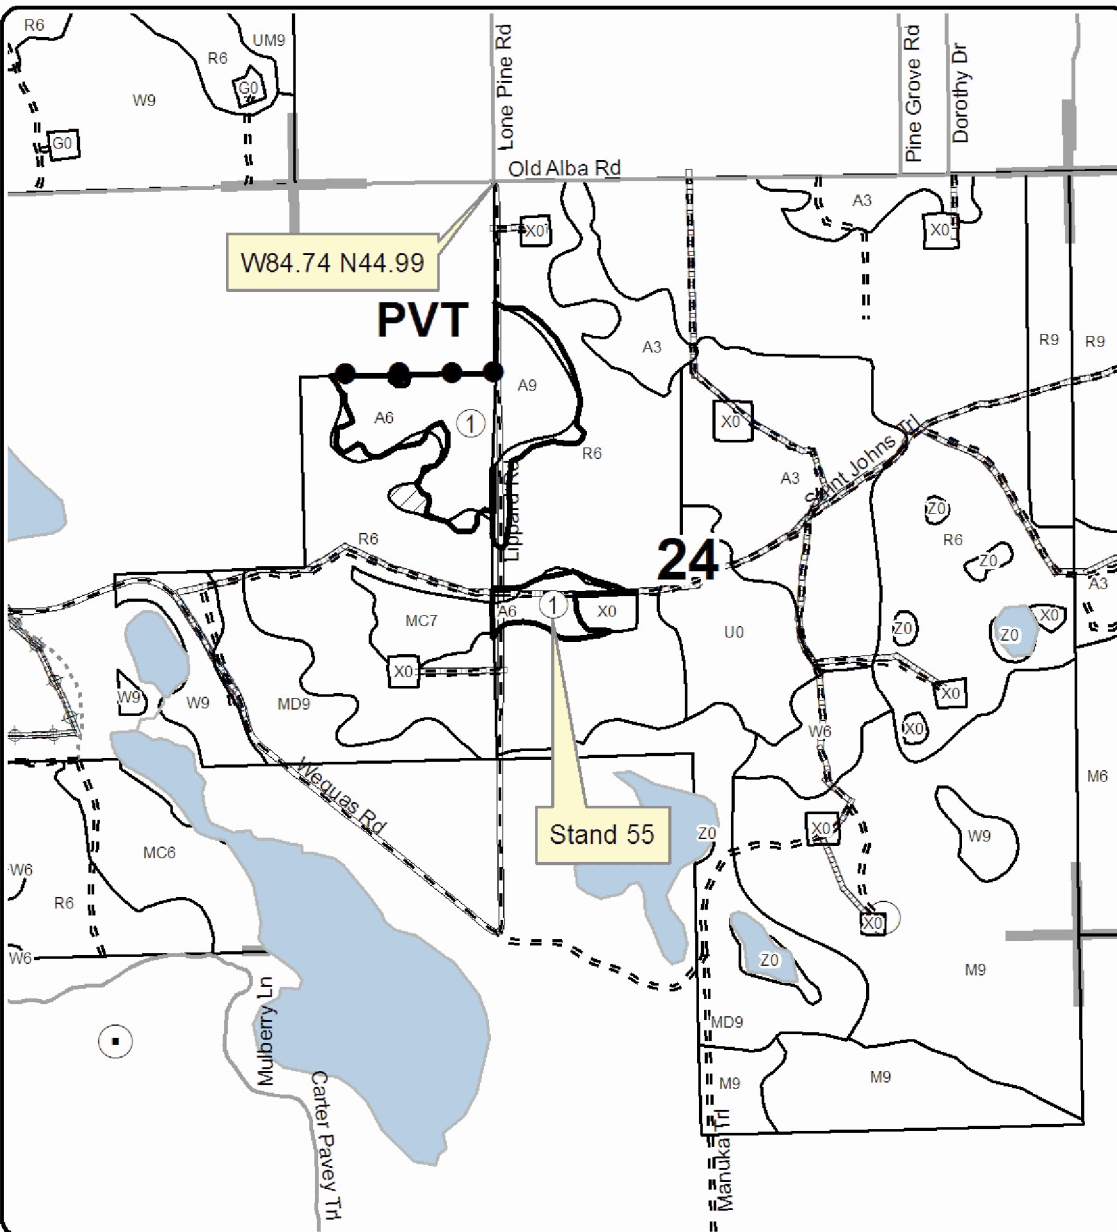 R6
UM9
R6
G0
W9
G0
Lone Pine Rd
Pine Grove Rd
Dorothy Dr
Old Alba Rd
A3
X0
X0
W84.74 N44.99
PVT
A3
R9
R9
A9
A6
1
X0
R6
Saint Johns Trl
A3
Lippard Rd
Z0
R6
24
R6
Z0
A3
MC7
A6
1
X0
U0
Z0
Z0
X0
X0
W9
W9
MD9
X0
W6
X0
M6
Wequas Rd
Stand 55
Z0
X0
W9
MC6
W6
R6
X0
W6
Z0
M9
Mulberry Ln
MD9
Carter Pavey Trl
M9
M9
Manuka Trl